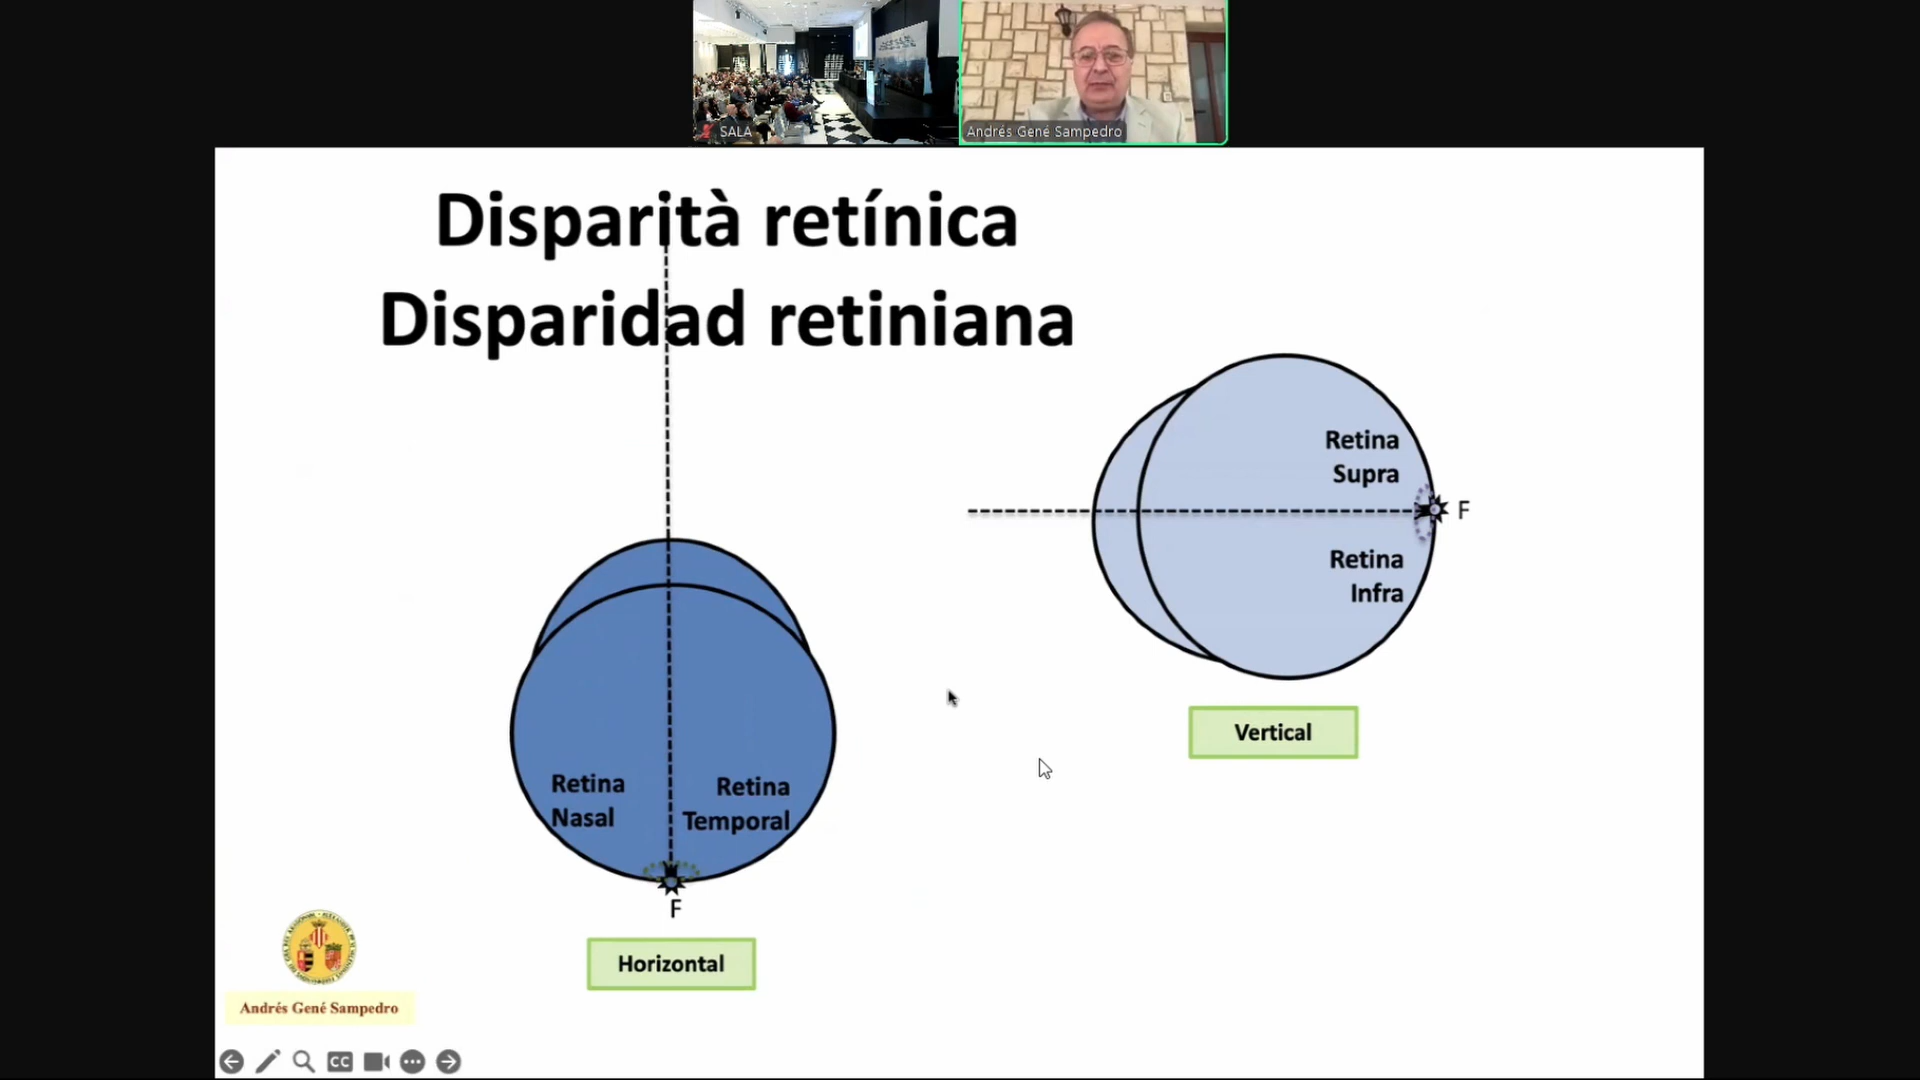 SALA
Andrés Gené Sampedro
Disparità retínica
Disparidad retiniana
Retina
Supra
F
Retina
Infra
Vertical
Retina
Nasal
Retina
Temporal
F
Horizontal
Andrés Gené Sampedro
CC